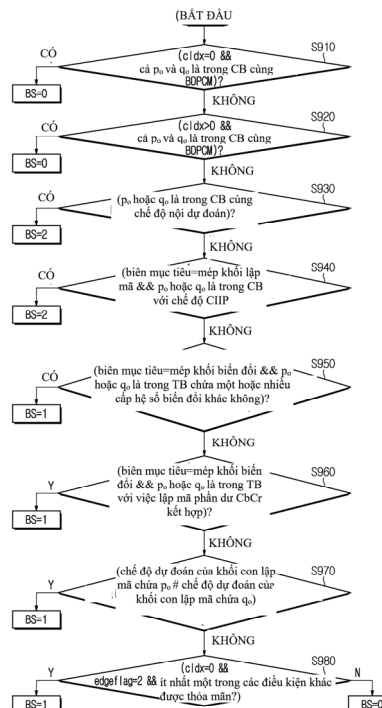 (BẮT ĐẦU
S910
CÓ
(cIdx=0 &&
cả p₀ và q₀ là trong CB cùng
BDPCM)?
BS=0
KHÔNG
S920
CÓ
(cIdx>0 &&
cả p₀ và q₀ là trong CB cùng
BDPCM)?
BS=0
KHÔNG
S930
CÓ
(p₀ hoặc q₀ là trong CB cùng
chế độ nội dự đoán)?
BS=2
KHÔNG
S940
CÓ
(biên mục tiêu=mép khối lập
mã && p₀ hoặc q₀ là trong CB
với chế độ CIIP
BS=2
KHÔNG
S950
CÓ
(biên mục tiêu=mép khối biến đổi && p₀
hoặc q₀ là trong TB chứa một hoặc nhiều
cấp hệ số biến đổi khác không)?
BS=1
KHÔNG
S960
Y
(biên mục tiêu=mép khối biến
đổi && p₀ hoặc q₀ là trong TB
với việc lập mã phần dư CbCr
kết hợp)?
BS=1
KHÔNG
S970
Y
(chế độ dự đoán của khối con lập
mã chứa p₀ # chế độ dự đoán của
khối con lập mã chứa q₀)
BS=1
KHÔNG
S980
Y
(cIdx=0 &&
edgeflag=2 && ít nhất một trong các điều kiện khác
được thỏa mãn?)
N
BS=1
BS=0